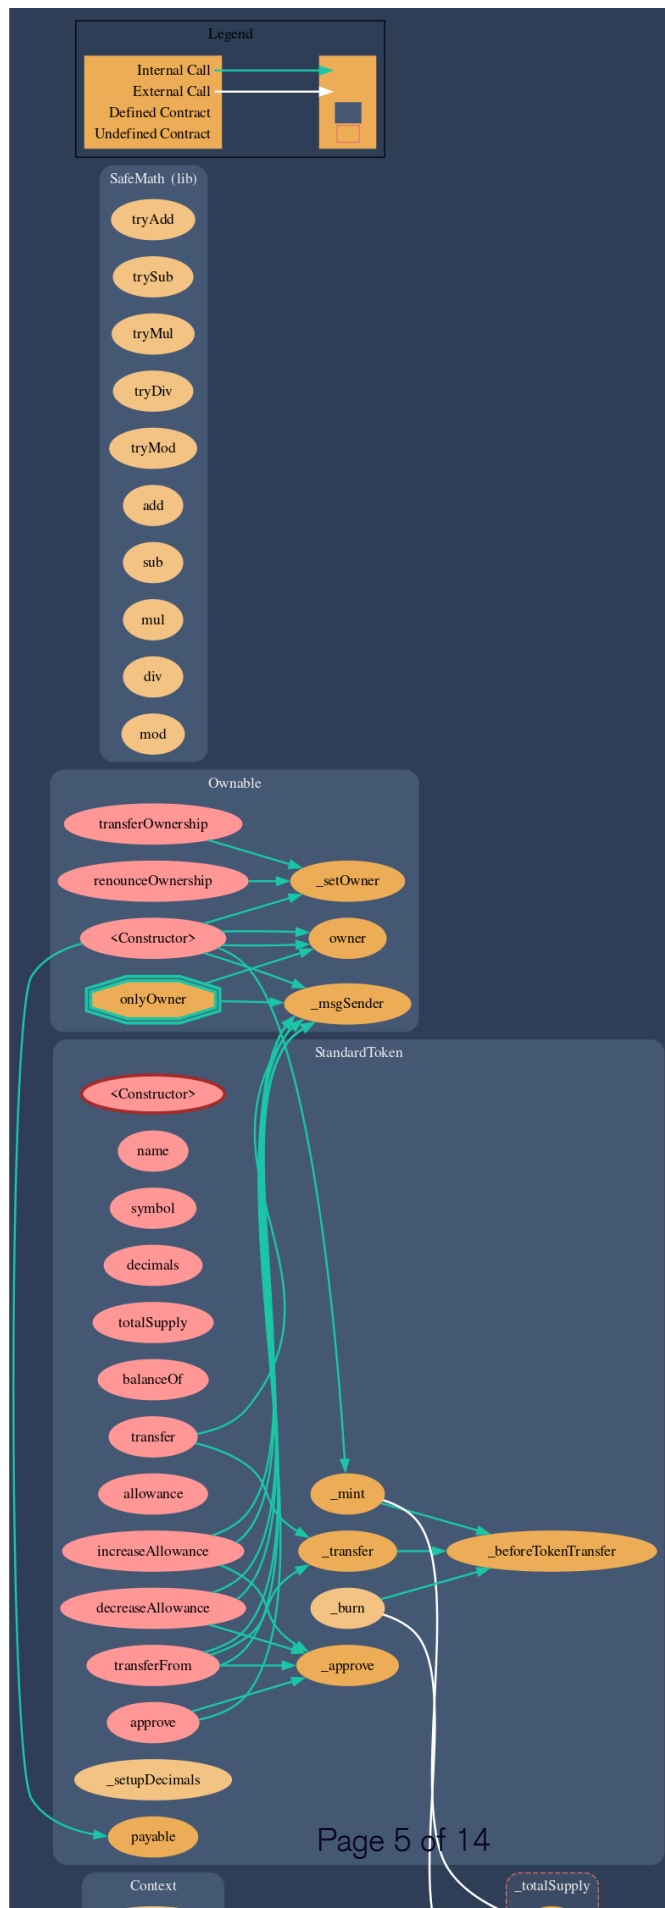 Legend
Internal Call
External Call
Defined Contract
Undefined Contract
SafeMath (lib)
tryAdd
trySub
tryMul
tryDiv
tryMod
add
sub
mul
div
mod
Ownable
transferOwnership
renounceOwnership
_setOwner
<Constructor>
owner
onlyOwner
_msgSender
StandardToken
<Constructor>
name
symbol
decimals
totalSupply
balanceOf
transfer
allowance
_mint
increaseAllowance
_transfer
_beforeTokenTransfer
decreaseAllowance
_burn
transferFrom
_approve
approve
_setupDecimals
payable
Page 5 of 14
Context
_totalSupply